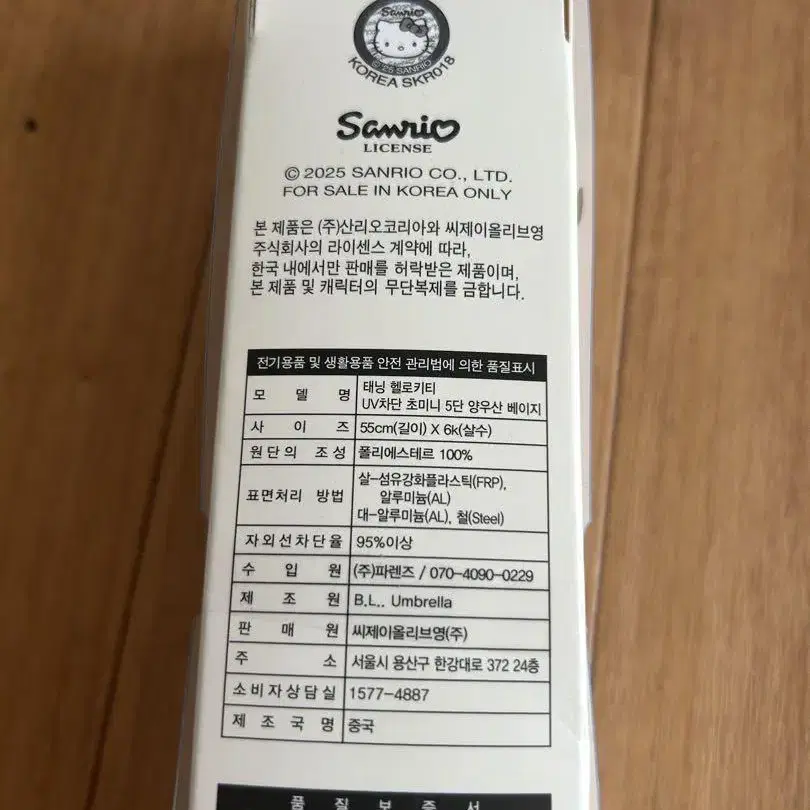 Sanrio
© '25 SANRIO
KOREA SKR018
Sanrio
LICENSE
© 2025 SANRIO CO., LTD.
FOR SALE IN KOREA ONLY
본 제품은 (주)산리오코리아와 씨제이올리브영
주식회사의 라이센스 계약에 따라,
한국 내에서만 판매를 허락받은 제품이며,
본 제품 및 캐릭터의 무단복제를 금합니다.
전기용품 및 생활용품 안전 관리법에 의한 품질표시
모 델 명 태닝 헬로키티
UV차단 초미니 5단 양우산 베이지
사 이 즈 55cm(길이) X 6k(살수)
원단의 조성 폴리에스테르 100%
표면처리 방법 살-섬유강화플라스틱(FRP),
알루미늄(AL)
대-알루미늄(AL), 철(Steel)
자외선차단율 95%이상
수 입 원 (주)파렌즈 / 070-4090-0229
제 조 원 B.L.. Umbrella
판 매 원 씨제이올리브영(주)
주 소 서울시 용산구 한강대로 372 24층
소비자상담실 1577-4887
제 조 국 명 중국
품 질 보 증 서